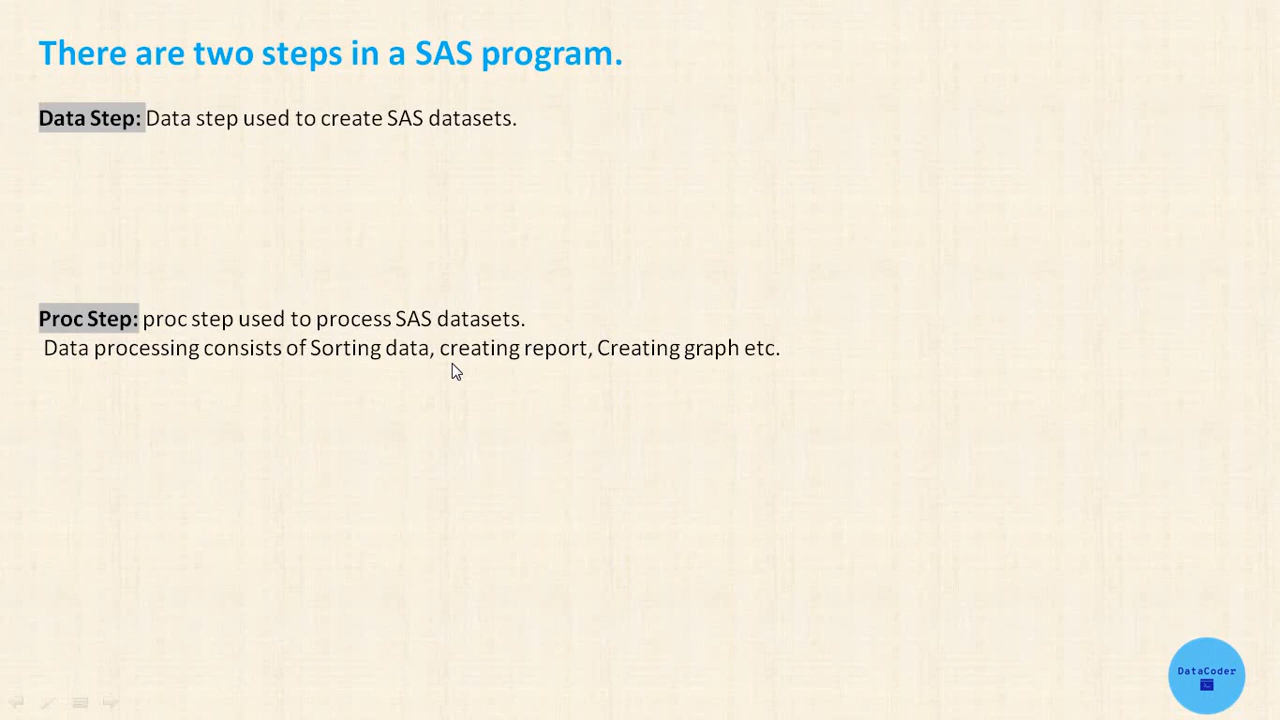 There are two steps in a SAS program.
Data Step: Data step used to create SAS datasets.
Proc Step: proc step used to process SAS datasets.
Data processing consists of Sorting data, creating report, Creating graph etc.
DataCoder